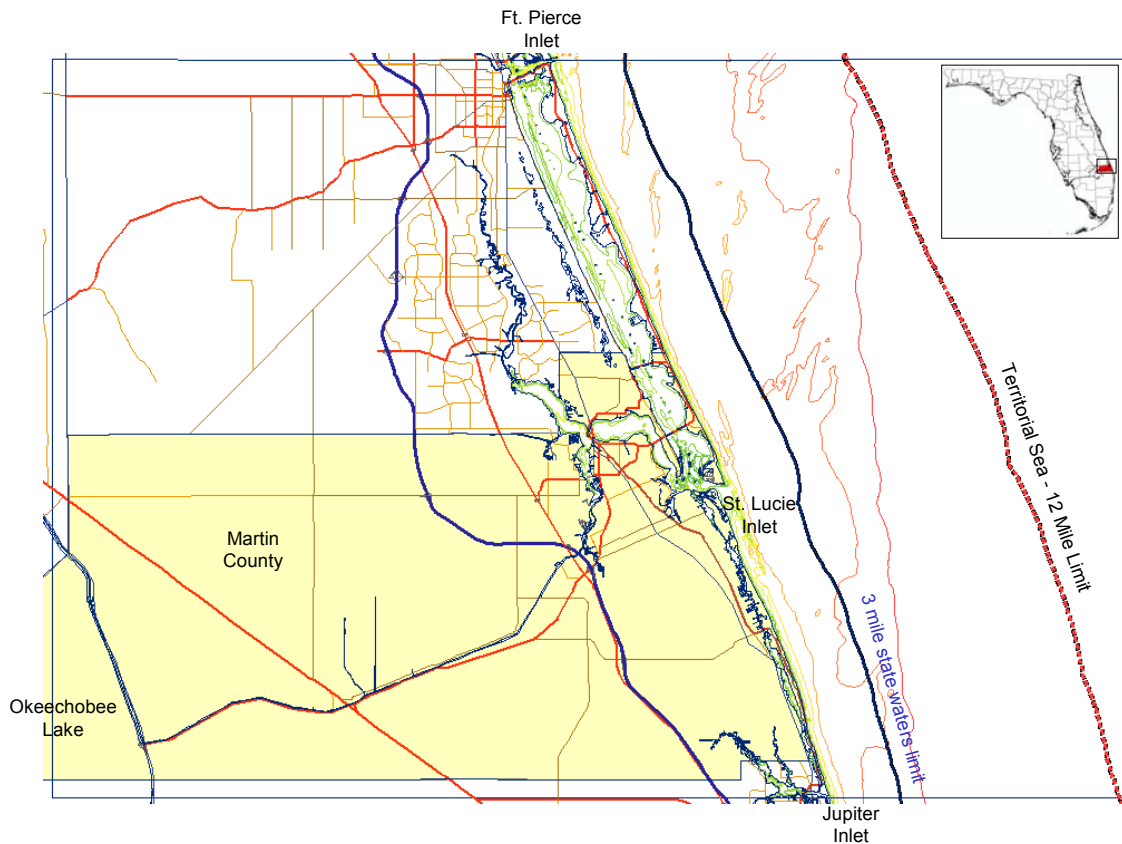 Ft. Pierce
Inlet
Territorial Sea - 12 Mile Limit
St. Lucie
Inlet
Martin
County
3 mile state waters limit
Okeechobee
Lake
Jupiter
Inlet